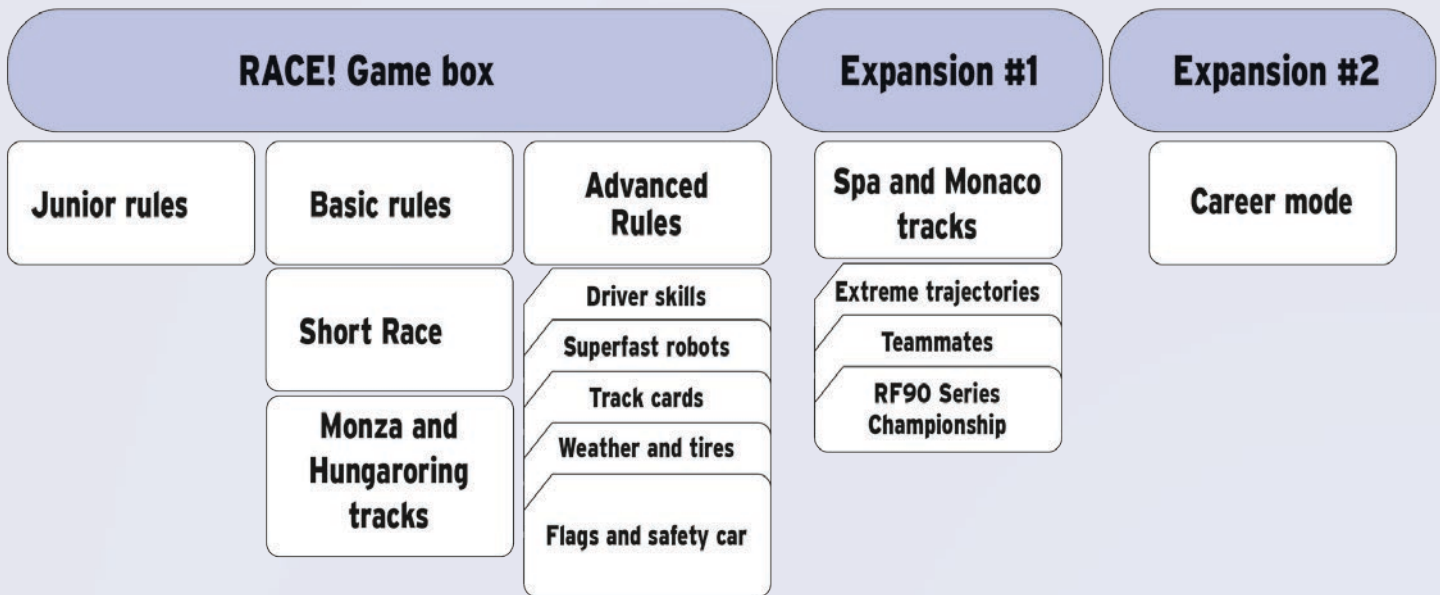 RACE! Game box
Expansion #1
Expansion #2
Junior rules
Basic rules
Advanced
Rules
Spa and Monaco
tracks
Career mode
Short Race
Monza and
Hungaroring
tracks
Driver skills
Superfast robots
Track cards
Weather and tires
Flags and safety car
Extreme trajectories
Teammates
RF90 Series
Championship